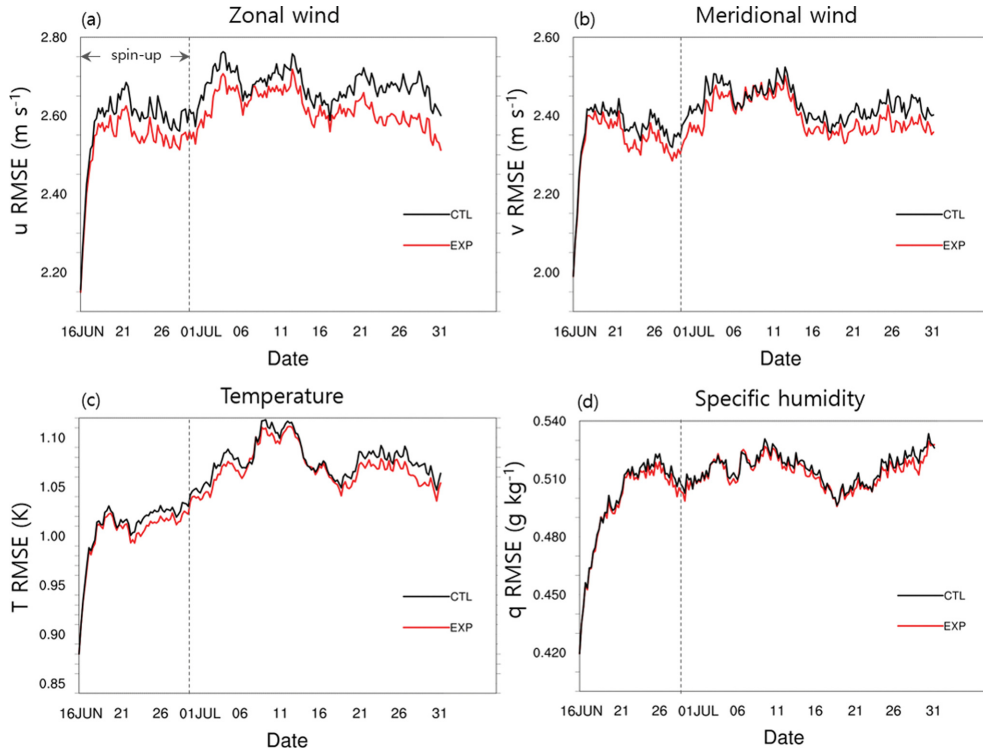 (a) Zonal wind
2.80
2.60
2.40
2.20
u RMSE (m s⁻¹)
spin-up
CTL
EXP
16JUN 21 26 01JUL 06 11 16 21 26 31
Date
(b) Meridional wind
2.60
2.40
2.20
2.00
v RMSE (m s⁻¹)
CTL
EXP
16JUN 21 26 01JUL 06 11 16 21 26 31
Date
(c) Temperature
1.10
1.05
1.00
0.95
0.90
0.85
T RMSE (K)
CTL
EXP
16JUN 21 26 01JUL 06 11 16 21 26 31
Date
(d) Specific humidity
0.540
0.510
0.480
0.450
0.420
q RMSE (g kg⁻¹)
CTL
EXP
16JUN 21 26 01JUL 06 11 16 21 26 31
Date